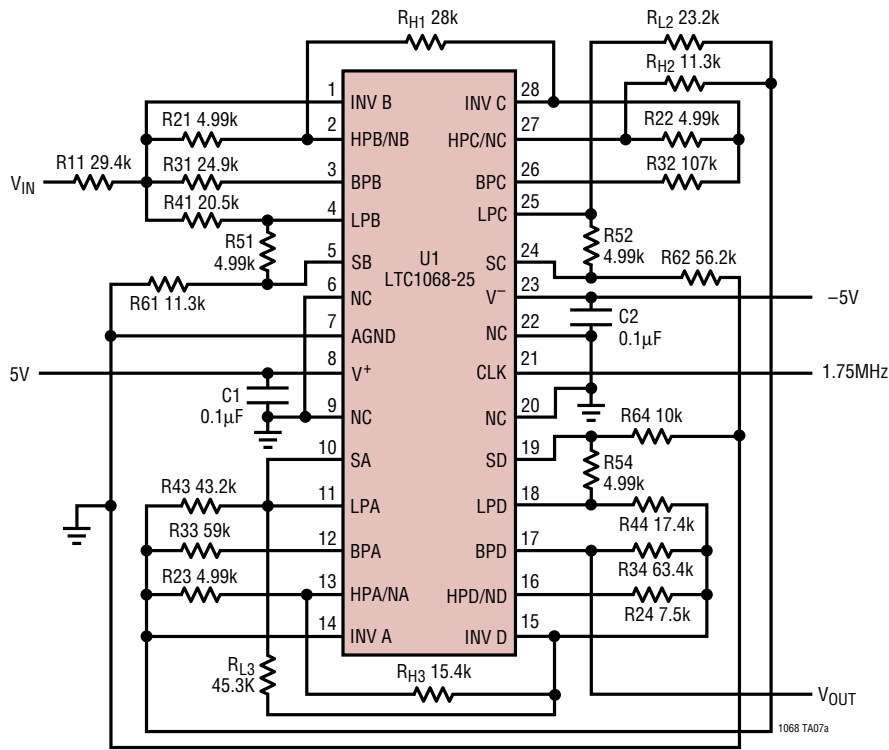 R_H1 28k
R_L2 23.2k
R_H2 11.3k
1 INV B
INV C 28
R21 4.99k
2 HPB/NB
HPC/NC 27
R22 4.99k
R11 29.4k
V_IN
R31 24.9k
3 BPB
BPC 26
R32 107k
R41 20.5k
4 LPB
LPC 25
R51
4.99k
5 SB
U1
LTC1068-25
SC 24
R52
4.99k
R62 56.2k
R61 11.3k
6 NC
V– 23
–5V
7 AGND
NC 22
C2
0.1µF
5V
8 V+
CLK 21
1.75MHz
C1
0.1µF
9 NC
NC 20
R64 10k
10 SA
SD 19
R54
4.99k
R43 43.2k
11 LPA
LPD 18
R44 17.4k
R33 59k
12 BPA
BPD 17
R34 63.4k
R23 4.99k
13 HPA/NA
HPD/ND 16
R24 7.5k
14 INV A
INV D 15
R_L3
45.3K
R_H3 15.4k
V_OUT
1068 TA07a